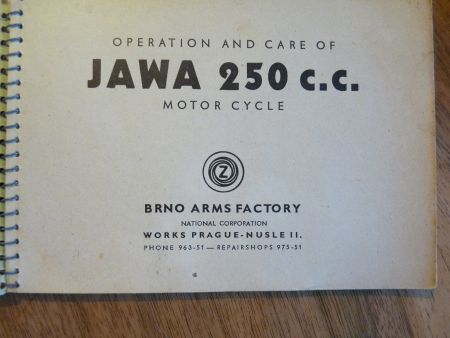 OPERATION AND CARE OF
JAWA 250 c.c.
MOTOR CYCLE
Z
BRNO ARMS FACTORY
NATIONAL CORPORATION
WORKS PRAGUE-NUSLE II.
PHONE 963-51 — REPAIRSHOPS 975-51